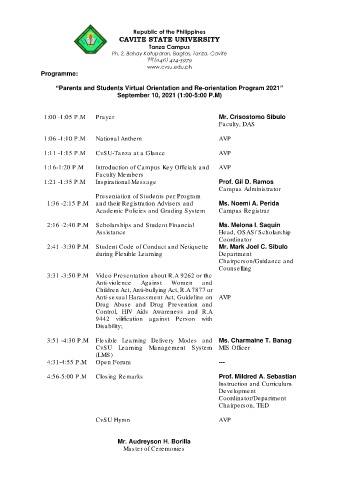 Republic of the Philippines
CAVITE STATE UNIVERSITY
Tanza Campus
Ph. 2, Bahay Katuparan, Bagtas, Tanza, Cavite
☎(046) 414-3979
www.cvsu.edu.ph
Programme:
“Parents and Students Virtual Orientation and Re-orientation Program 2021”
September 10, 2021 (1:00-5:00 P.M)
1:00 -1:05 P.M Prayer Mr. Crisostomo Sibulo
Faculty, DAS
1:06 -1:10 P.M National Anthem AVP
1:11 -1:15 P.M CvSU-Tanza at a Glance AVP
1:16-1:20 P.M Introduction of Campus Key Officials and AVP
Faculty Members
1:21 -1:35 P.M Inspirational Message Prof. Gil D. Ramos
Campus Administrator
Presentation of Students per Program
1:36 -2:15 P.M and their Registration Advisers and Ms. Noemi A. Perida
Academic Policies and Grading System Campus Registrar
2:16 -2:40 P.M Scholarships and Student Financial Ms. Melona I. Saquin
Assistance Head, OSAS/ Scholarship
Coordinator
2:41 -3:30 P.M Student Code of Conduct and Netiquette Mr. Mark Joel C. Sibulo
during Flexible Learning Department
Chairperson/Guidance and
Counselling
3:31 -3:50 P.M Video Presentation about R.A 9262 or the
Anti-violence Against Women and
Children Act, Anti-bullying Act, R.A 7877 or
Anti-sexual Harassment Act, Guideline on AVP
Drug Abuse and Drug Prevention and
Control, HIV Aids Awareness and R.A
9442 vilification against Person with
Disability;
3:51 -4:30 P.M Flexible Learning Delivery Modes and Ms. Charmaine T. Banag
CvSU Learning Management System MIS Officer
(LMS)
4:31-4:55 P.M Open Forum ---
4:56-5:00 P.M Closing Remarks Prof. Mildred A. Sebastian
Instruction and Curriculum
Development
Coordinator/Department
Chairperson, TED
CvSU Hymn AVP
Mr. Audreyson H. Borilla
Master of Ceremonies